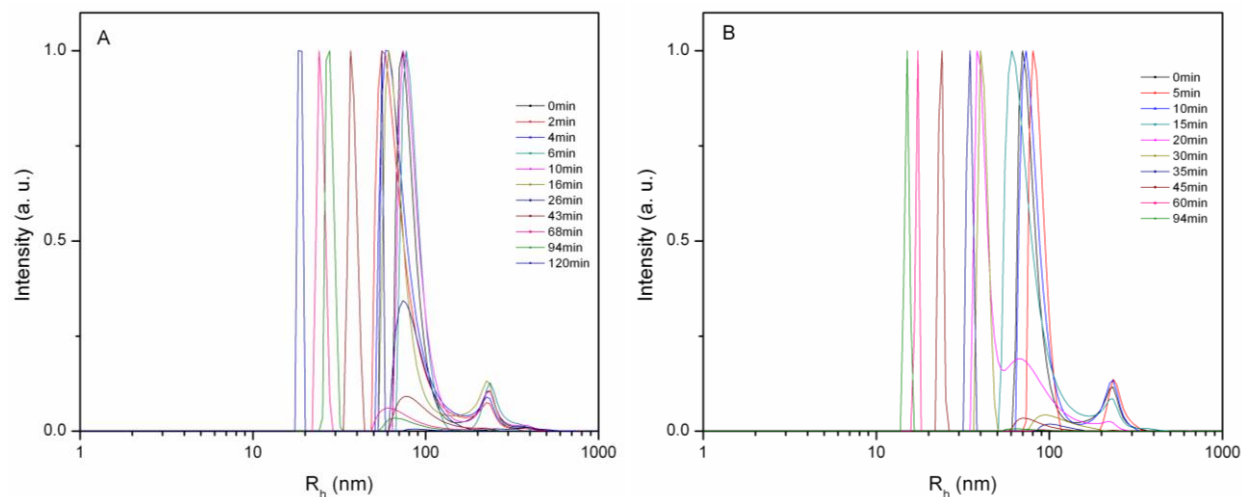 A
1.0
0.5
0.0
Intensity (a. u.)
0min
2min
4min
6min
10min
16min
26min
43min
68min
94min
120min
1
10
100
1000
R_h (nm)
B
1.0
0.5
0.0
Intensity (a. u.)
0min
5min
10min
15min
20min
30min
35min
45min
60min
94min
1
10
100
1000
R_h (nm)